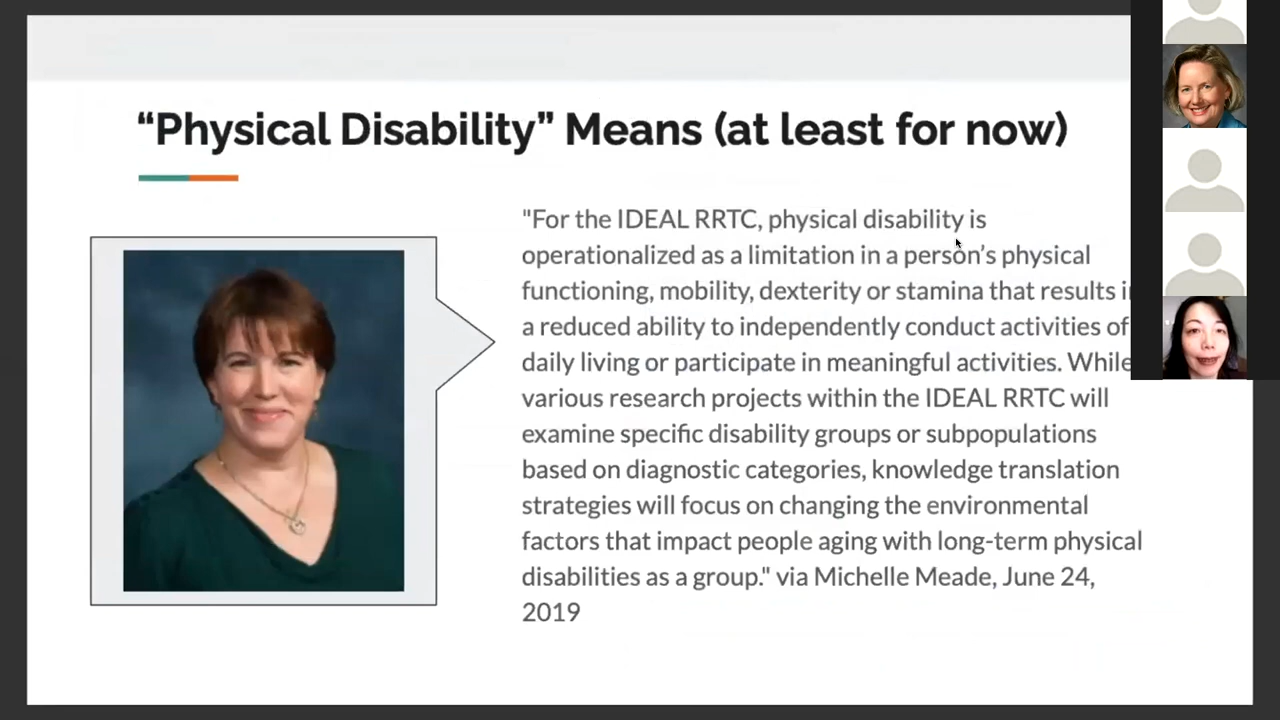 “Physical Disability” Means (at least for now)
"For the IDEAL RRTC, physical disability is
operationalized as a limitation in a person’s physical
functioning, mobility, dexterity or stamina that results
a reduced ability to independently conduct activities of
daily living or participate in meaningful activities. While
various research projects within the IDEAL RRTC will
examine specific disability groups or subpopulations
based on diagnostic categories, knowledge translation
strategies will focus on changing the environmental
factors that impact people aging with long-term physical
disabilities as a group." via Michelle Meade, June 24,
2019